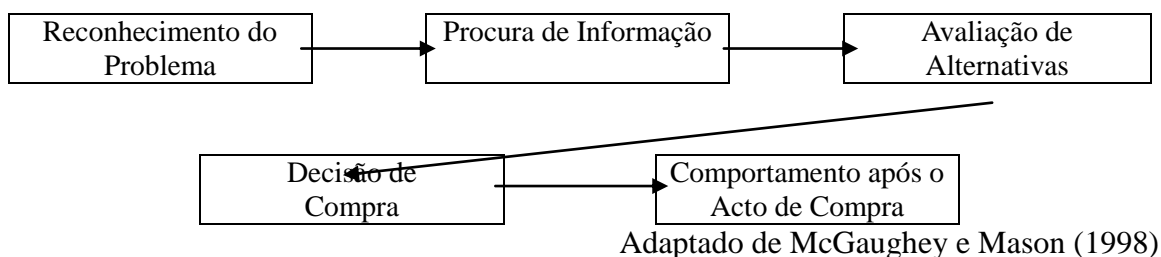 Reconhecimento do
Problema
Procura de Informação
Avaliação de
Alternativas
Decisão de
Compra
Comportamento após o
Acto de Compra
Adaptado de McGaughey e Mason (1998)